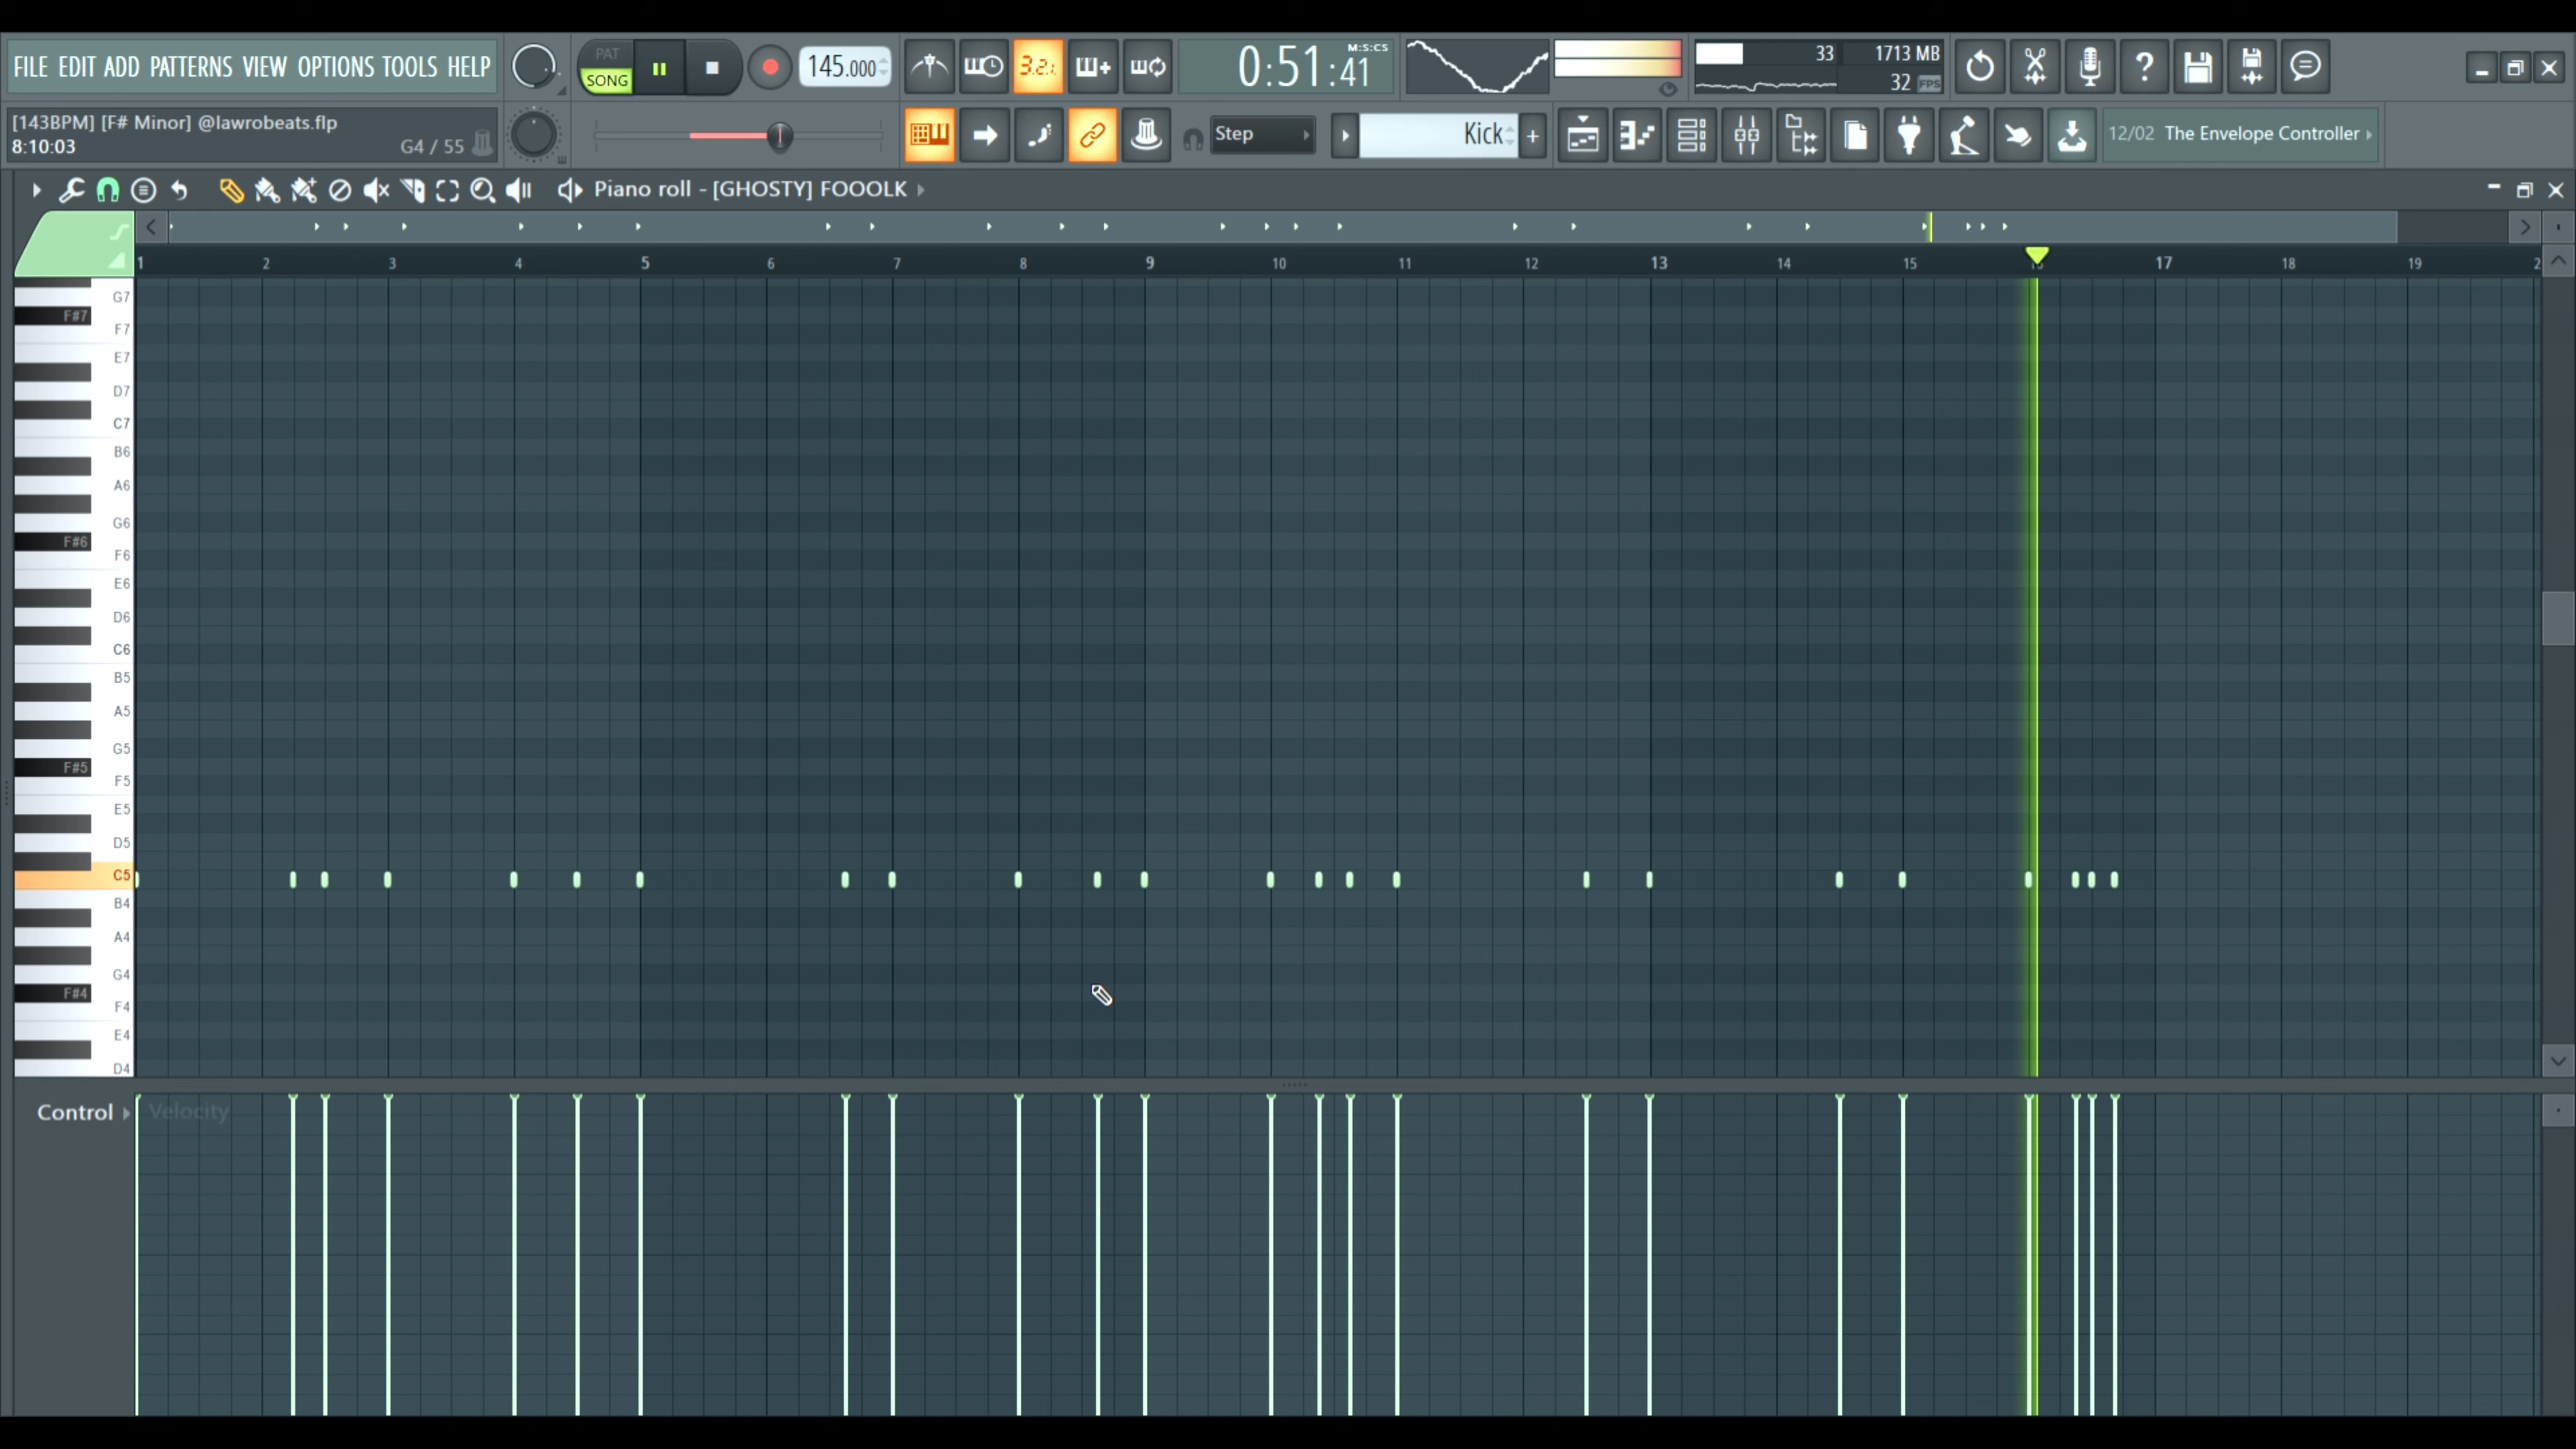 FILE EDIT ADD PATTERNS VIEW OPTIONS TOOLS HELP
PAT
SONG
145.000
3.2.
0:51:41
M:S:CS
33
1713 MB
32
FPS
[143BPM] [F# Minor] @lawrobeats.flp
8:10:03
G4 / 55
Step
Kick
12/02 The Envelope Controller
Piano roll - [GHOSTY] FOOOLK
1 2 3 4 5 6 7 8 9 10 11 12 13 14 15 17 18 19 2
G7
F#7
F7
E7
D7
C7
B6
A6
G6
F#6
F6
E6
D6
C6
B5
A5
G5
F#5
F5
E5
D5
C5
B4
A4
G4
F#4
F4
E4
D4
Control
Velocity